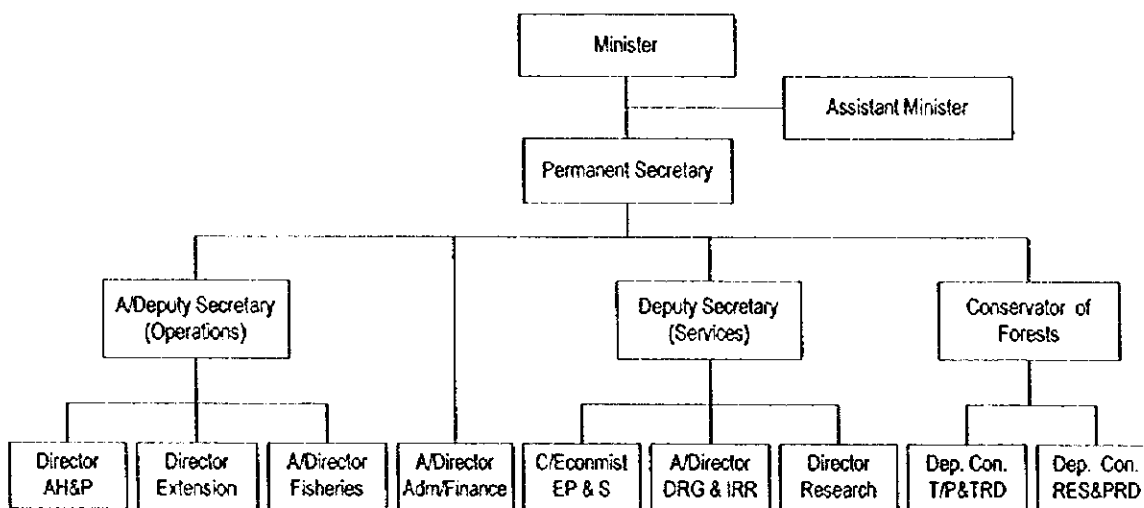 Minister
Assistant Minister
Permanent Secretary
A/Deputy Secretary
(Operations)
Deputy Secretary
(Services)
Conservator of
Forests
Director
AH&P
Director
Extension
A/Director
Fisheries
A/Director
Adm/Finance
C/Econmist
EP & S
A/Director
DRG & IRR
Director
Research
Dep. Con.
T/P&TRD
Dep. Con.
RES&PRD